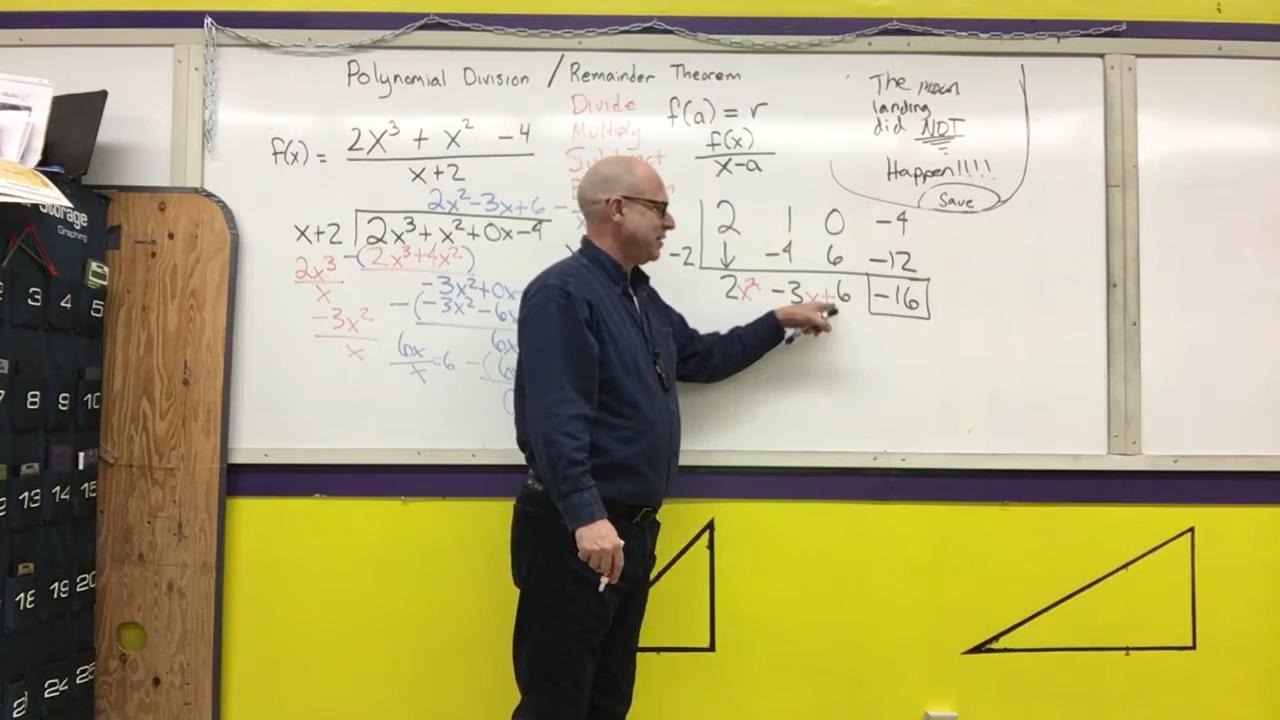 Polynomial Division / Remainder Theorem
Divide
Multiply
f(a) = r
f(x)
x-a
The moon
landing
did NOT
Happen!!!!
Save
f(x) = 2x³ + x² -4
x+2
2x²-3x+6 -
x+2 2x³+x²+0x-4
-(2x³+4x²)
2x³
x
-3x²+0x
-(-3x²-6x
-3x²
x
6x
x =6
6x
-(6x
0
2 1 0 -4
-2 ↓ -4 6 -12
2x² -3x+6 -16
Storage
Graphing
3 4 5
8 9 10
13 14 15
18 19 20
24 25